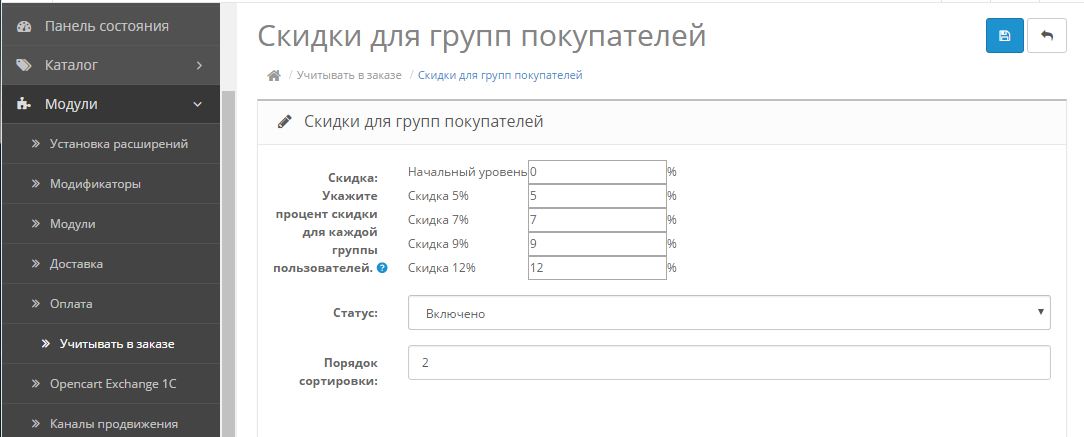 Панель состояния
Каталог
Модули
Установка расширений
Модификаторы
Модули
Доставка
Оплата
Учитывать в заказе
Opencart Exchange 1C
Каналы продвижения
Скидки для групп покупателей
/ Учитывать в заказе / Скидки для групп покупателей
Скидки для групп покупателей
Скидка:
Укажите
процент скидки
для каждой
группы
пользователей. ?
Начальный уровень 0 %
Скидка 5% 5 %
Скидка 7% 7 %
Скидка 9% 9 %
Скидка 12% 12 %
Статус: Включено
Порядок
сортировки:
2